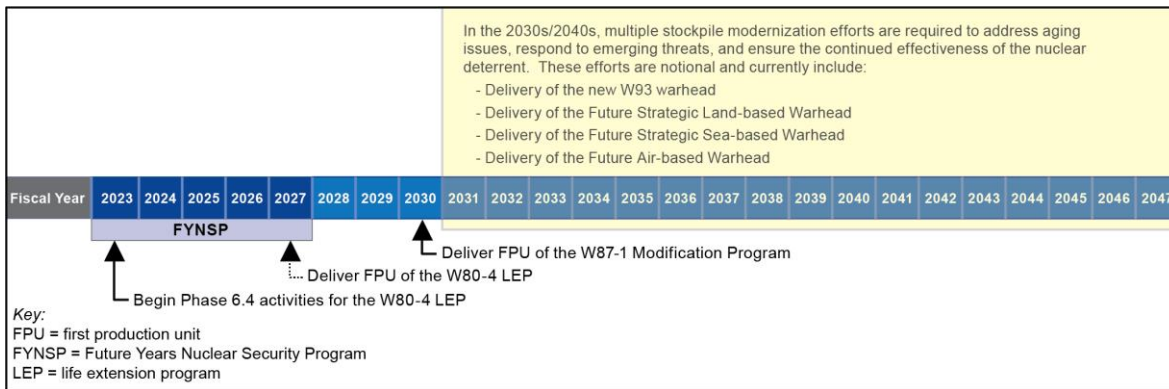 In the 2030s/2040s, multiple stockpile modernization efforts are required to address aging
issues, respond to emerging threats, and ensure the continued effectiveness of the nuclear
deterrent.  These efforts are notional and currently include:
- Delivery of the new W93 warhead
- Delivery of the Future Strategic Land-based Warhead
- Delivery of the Future Strategic Sea-based Warhead
- Delivery of the Future Air-based Warhead
Fiscal Year 2023 2024 2025 2026 2027 2028 2029 2030 2031 2032 2033 2034 2035 2036 2037 2038 2039 2040 2041 2042 2043 2044 2045 2046 2047
FYNSP
Deliver FPU of the W87-1 Modification Program
Deliver FPU of the W80-4 LEP
Begin Phase 6.4 activities for the W80-4 LEP
Key:
FPU = first production unit
FYNSP = Future Years Nuclear Security Program
LEP = life extension program